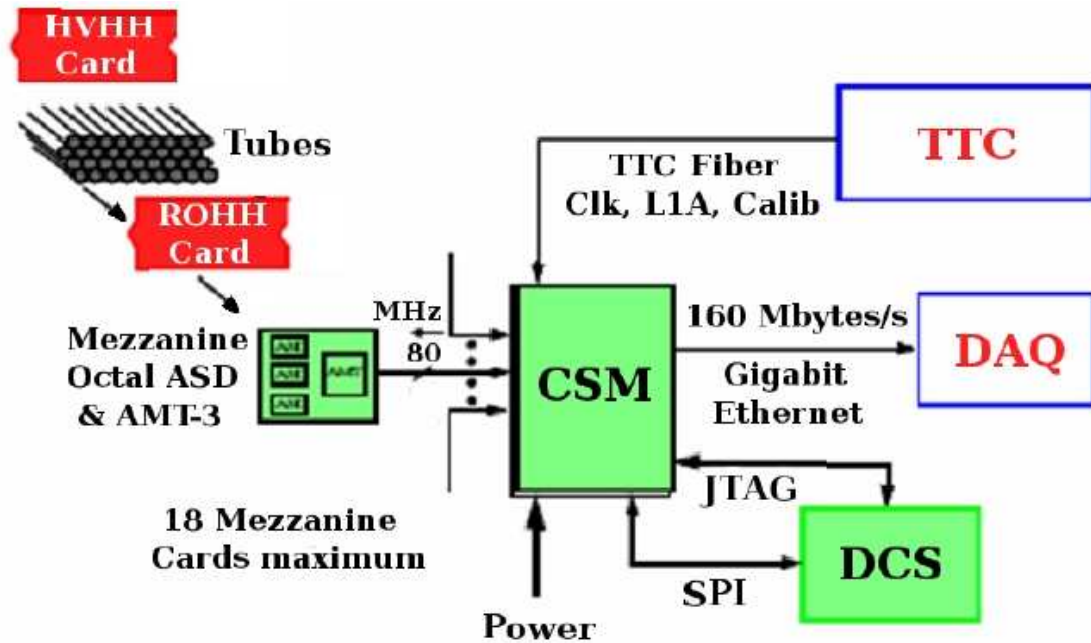 HVHH
Card
Tubes
ROHH
Card
TTC
TTC Fiber
Clk, L1A, Calib
MHz
80
Mezzanine
Octal ASD
& AMT-3
AMT
CSM
160 Mbytes/s
Gigabit
Ethernet
DAQ
JTAG
18 Mezzanine
Cards maximum
SPI
DCS
Power